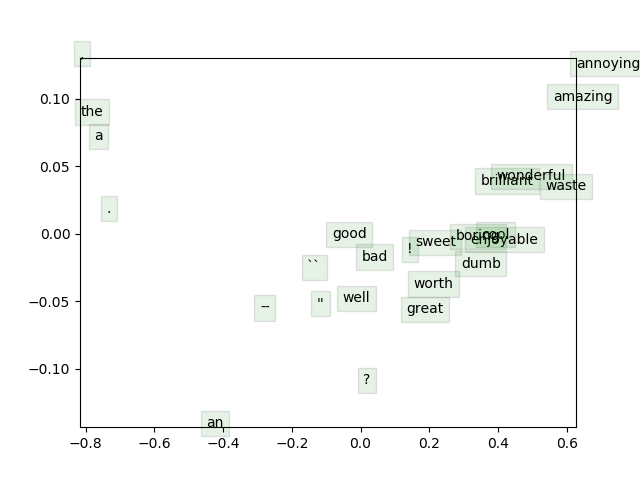 ,
annoying
amazing
0.10
the
a
0.05
wonderful
brilliant
waste
.
0.00
good
boring
cool
enjoyable
sweet
!
bad
``
dumb
worth
−0.05
--
"
well
great
−0.10
?
an
−0.8
−0.6
−0.4
−0.2
0.0
0.2
0.4
0.6